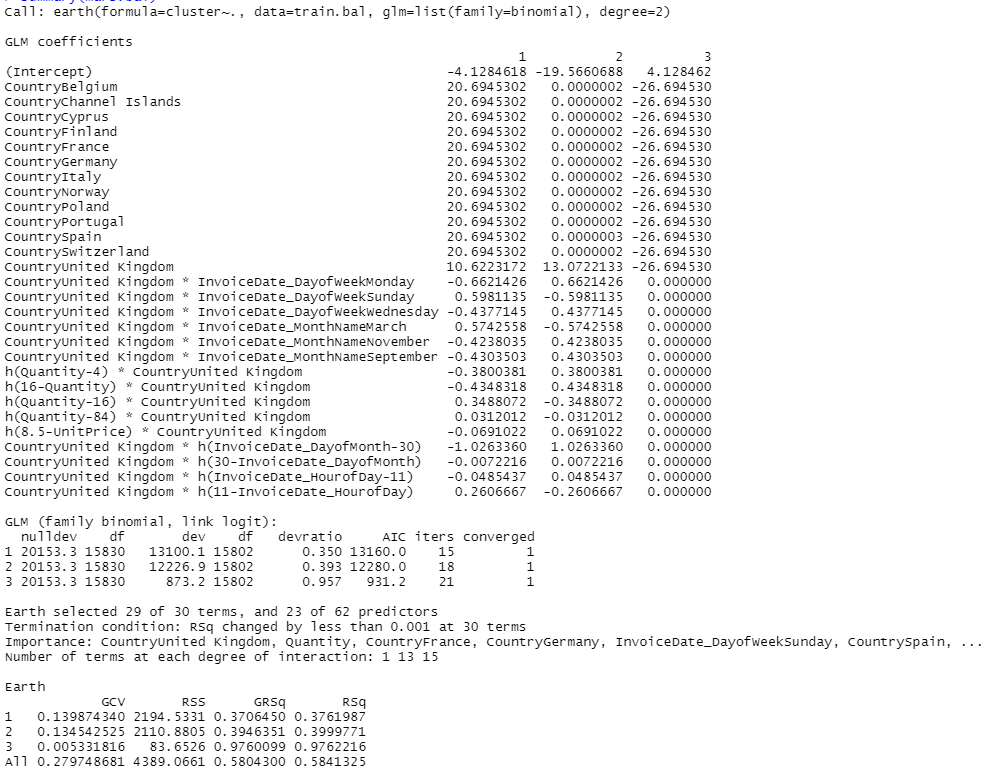 Call: earth(formula=cluster~., data=train.bal, glm=list(family=binomial), degree=2)
GLM coefficients
1 2 3
(Intercept) -4.1284618 -19.5660688 4.128462
CountryBelgium 20.6945302 0.0000002 -26.694530
CountryChannel Islands 20.6945302 0.0000002 -26.694530
CountryCyprus 20.6945302 0.0000002 -26.694530
CountryFinland 20.6945302 0.0000002 -26.694530
CountryFrance 20.6945302 0.0000002 -26.694530
CountryGermany 20.6945302 0.0000002 -26.694530
CountryItaly 20.6945302 0.0000002 -26.694530
CountryNorway 20.6945302 0.0000002 -26.694530
CountryPoland 20.6945302 0.0000002 -26.694530
CountryPortugal 20.6945302 0.0000002 -26.694530
CountrySpain 20.6945302 0.0000003 -26.694530
CountrySwitzerland 20.6945302 0.0000002 -26.694530
CountryUnited Kingdom 10.6223172 13.0722133 -26.694530
CountryUnited Kingdom * InvoiceDate_DayofWeekMonday -0.6621426 0.6621426 0.000000
CountryUnited Kingdom * InvoiceDate_DayofWeekSunday 0.5981135 -0.5981135 0.000000
CountryUnited Kingdom * InvoiceDate_DayofWeekWednesday -0.4377145 0.4377145 0.000000
CountryUnited Kingdom * InvoiceDate_MonthNameMarch 0.5742558 -0.5742558 0.000000
CountryUnited Kingdom * InvoiceDate_MonthNameNovember -0.4238035 0.4238035 0.000000
CountryUnited Kingdom * InvoiceDate_MonthNameSeptember -0.4303503 0.4303503 0.000000
h(Quantity-4) * CountryUnited Kingdom -0.3800381 0.3800381 0.000000
h(16-Quantity) * CountryUnited Kingdom -0.4348318 0.4348318 0.000000
h(Quantity-16) * CountryUnited Kingdom 0.3488072 -0.3488072 0.000000
h(Quantity-84) * CountryUnited Kingdom 0.0312012 -0.0312012 0.000000
h(8.5-UnitPrice) * CountryUnited Kingdom -0.0691022 0.0691022 0.000000
CountryUnited Kingdom * h(InvoiceDate_DayofMonth-30) -1.0263360 1.0263360 0.000000
CountryUnited Kingdom * h(30-InvoiceDate_DayofMonth) -0.0072216 0.0072216 0.000000
CountryUnited Kingdom * h(InvoiceDate_HourofDay-11) -0.0485437 0.0485437 0.000000
CountryUnited Kingdom * h(11-InvoiceDate_HourofDay) 0.2606667 -0.2606667 0.000000
GLM (family binomial, link logit):
nulldev df dev df devratio AIC iters converged
1 20153.3 15830 13100.1 15802 0.350 13160.0 15 1
2 20153.3 15830 12226.9 15802 0.393 12280.0 18 1
3 20153.3 15830 873.2 15802 0.957 931.2 21 1
Earth selected 29 of 30 terms, and 23 of 62 predictors
Termination condition: RSq changed by less than 0.001 at 30 terms
Importance: CountryUnited Kingdom, Quantity, CountryFrance, CountryGermany, InvoiceDate_DayofWeekSunday, CountrySpain, ...
Number of terms at each degree of interaction: 1 13 15
Earth
GCV RSS GRSq RSq
1 0.139874340 2194.5331 0.3706450 0.3761987
2 0.134542525 2110.8805 0.3946351 0.3999771
3 0.005331816 83.6526 0.9760099 0.9762216
All 0.279748681 4389.0661 0.5804300 0.5841325